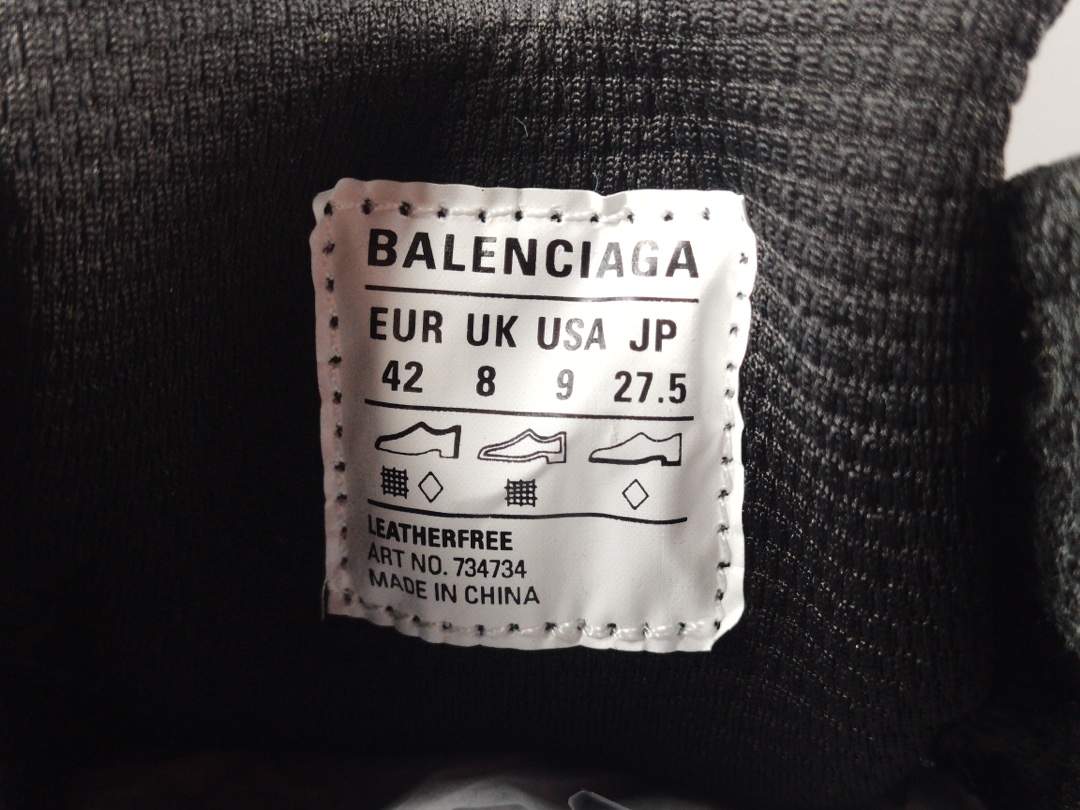 BALENCIAGA
EUR UK USA JP
42 8 9 27.5
LEATHERFREE
ART NO. 734734
MADE IN CHINA